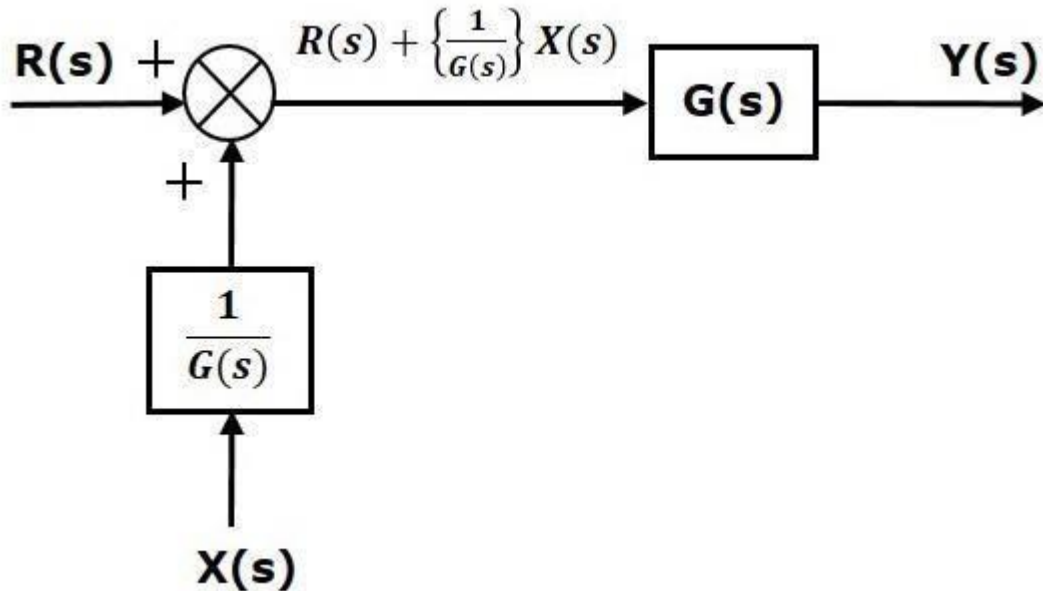 R(s) +
R(s) + {1/G(s)} X(s)
G(s)
Y(s)
+
1/G(s)
X(s)